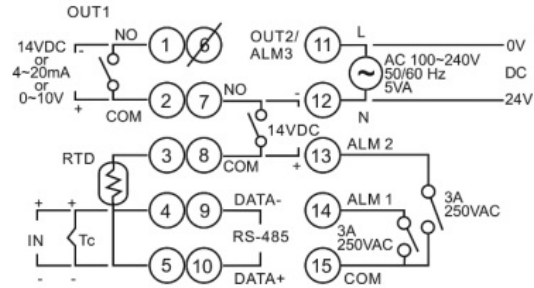 OUT1
14VDC
or
4~20mA
or
0~10V
-
+
NO
COM
1
6
2
7
NO
OUT2/
ALM3
14VDC
-
+
COM
11
12
L
N
AC 100~240V
50/60 Hz
5VA
0V
DC
24V
RTD
3
8
13
ALM 2
3A
250VAC
+
+
IN
Tc
-
-
4
9
DATA-
RS-485
5
10
DATA+
14
ALM 1
3A
250VAC
15
COM